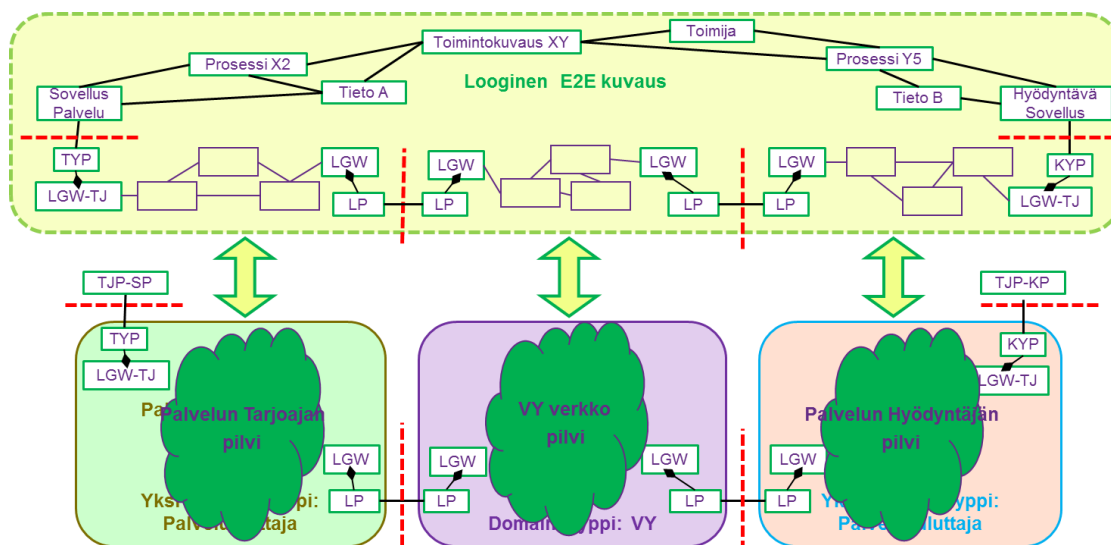 Toimintokuvaus XY
Toimija
Prosessi X2
Prosessi Y5
Looginen E2E kuvaus
Sovellus
Palvelu
Tieto A
Tieto B
Hyödyntävä
Sovellus
TYP
LGW
LGW
LGW
LGW
KYP
LGW-TJ
LP
LP
LP
LP
LGW-TJ
TJP-SP
TJP-KP
TYP
KYP
LGW-TJ
LGW-TJ
Palvelun Tarjoajan
pilvi
VY verkko
pilvi
Palvelun Hyödyntäjän
pilvi
LGW
LGW
LGW
LGW
LP
LP
LP
LP
VY